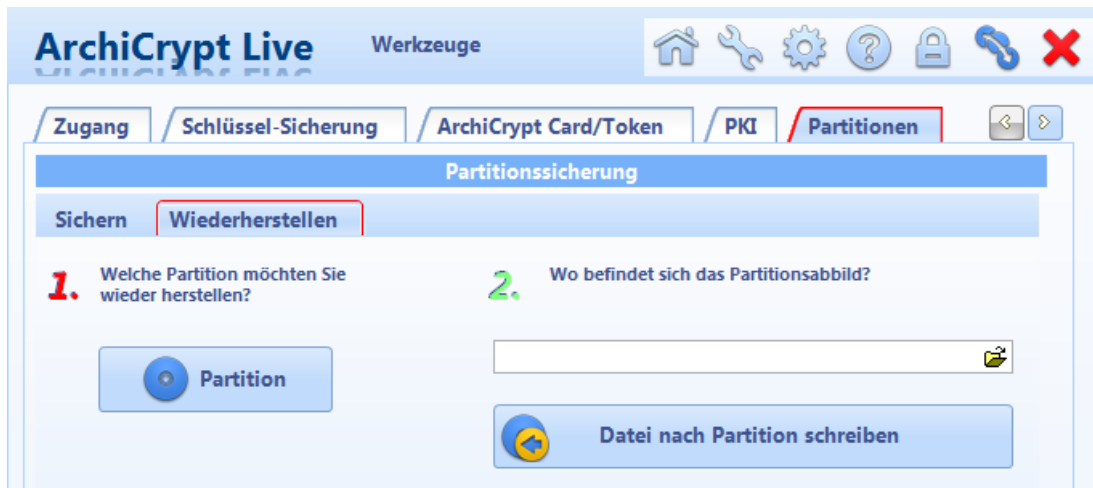 ArchiCrypt Live
Werkzeuge
Zugang
Schlüssel-Sicherung
ArchiCrypt Card/Token
PKI
Partitionen
Partitionssicherung
Sichern
Wiederherstellen
1.
Welche Partition möchten Sie
wieder herstellen?
2.
Wo befindet sich das Partitionsabbild?
Partition
Datei nach Partition schreiben